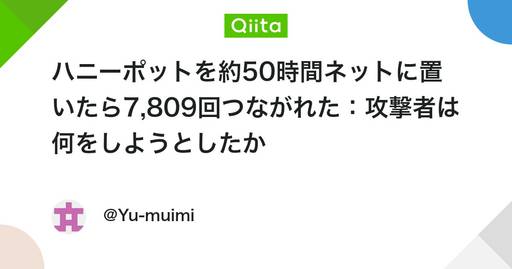 Qiita
ハニーポットを約50時間ネットに置
いたら7,809回つながれた：攻撃者は
何をしようとしたか
@Yu-muimi